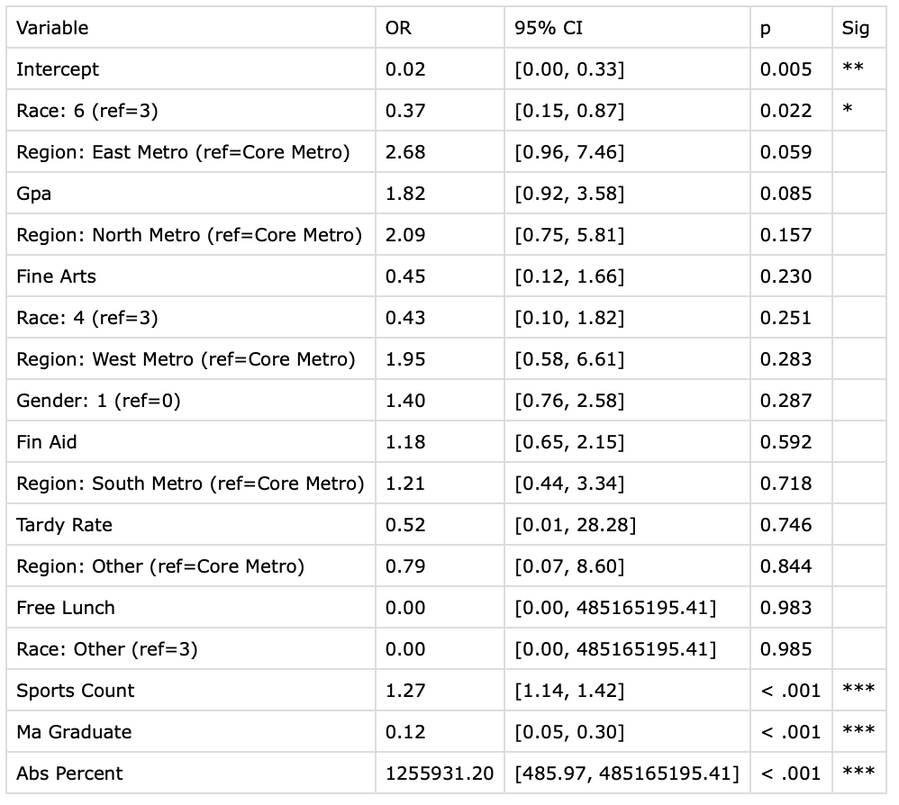 Variable OR 95% CI p Sig
Intercept 0.02 [0.00, 0.33] 0.005 **
Race: 6 (ref=3) 0.37 [0.15, 0.87] 0.022 *
Region: East Metro (ref=Core Metro) 2.68 [0.96, 7.46] 0.059
Gpa 1.82 [0.92, 3.58] 0.085
Region: North Metro (ref=Core Metro) 2.09 [0.75, 5.81] 0.157
Fine Arts 0.45 [0.12, 1.66] 0.230
Race: 4 (ref=3) 0.43 [0.10, 1.82] 0.251
Region: West Metro (ref=Core Metro) 1.95 [0.58, 6.61] 0.283
Gender: 1 (ref=0) 1.40 [0.76, 2.58] 0.287
Fin Aid 1.18 [0.65, 2.15] 0.592
Region: South Metro (ref=Core Metro) 1.21 [0.44, 3.34] 0.718
Tardy Rate 0.52 [0.01, 28.28] 0.746
Region: Other (ref=Core Metro) 0.79 [0.07, 8.60] 0.844
Free Lunch 0.00 [0.00, 485165195.41] 0.983
Race: Other (ref=3) 0.00 [0.00, 485165195.41] 0.985
Sports Count 1.27 [1.14, 1.42] < .001 ***
Ma Graduate 0.12 [0.05, 0.30] < .001 ***
Abs Percent 1255931.20 [485.97, 485165195.41] < .001 ***